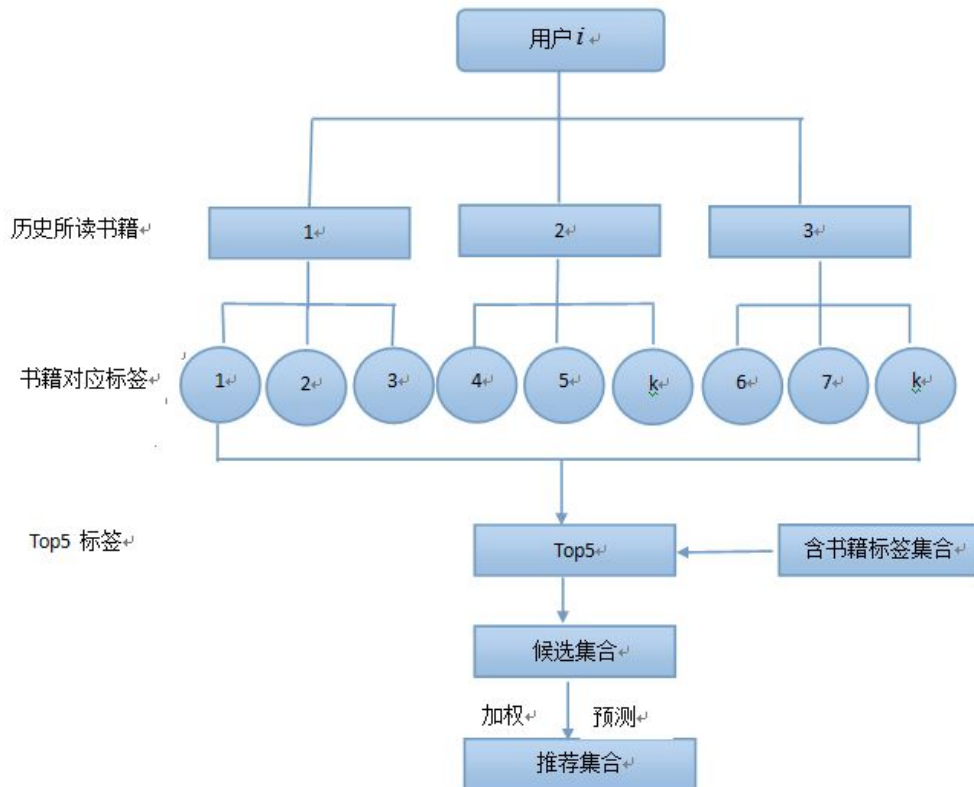 用户 i
历史所读书籍
1
2
3
书籍对应标签
1
2
3
4
5
k
6
7
k
Top5 标签
Top5
含书籍标签集合
候选集合
加权
预测
推荐集合